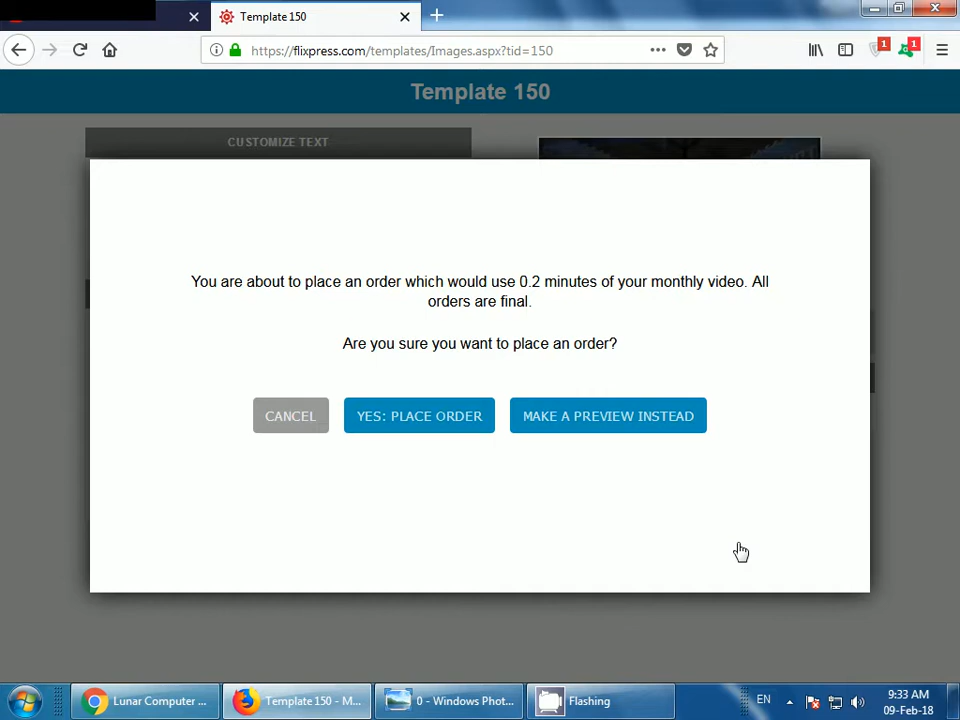 Template 150
https://flixpress.com/templates/Images.aspx?tid=150
1
1
Template 150
CUSTOMIZE TEXT
You are about to place an order which would use 0.2 minutes of your monthly video. All
orders are final.
Are you sure you want to place an order?
CANCEL
YES: PLACE ORDER
MAKE A PREVIEW INSTEAD
Lunar Computer ...
Template 150 - M...
0 - Windows Phot...
Flashing
EN
9:33 AM
09-Feb-18